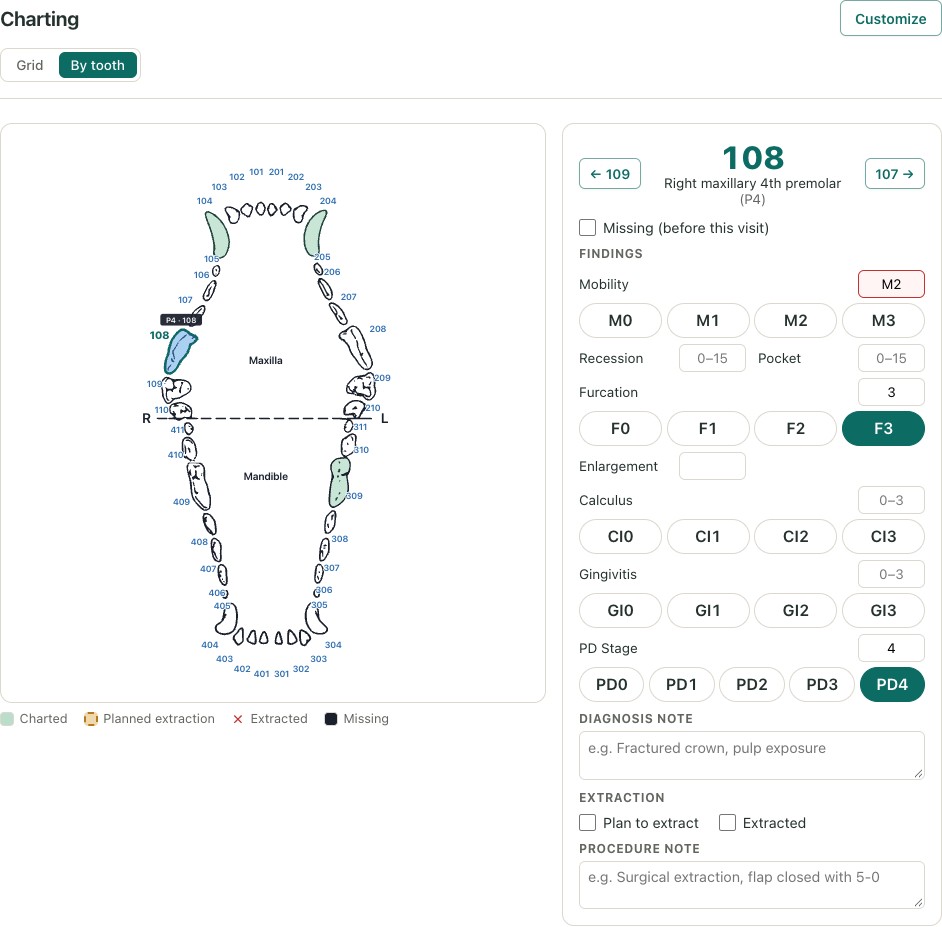 Charting
Customize
Grid
By tooth
101 201
102 202
103 203
104 204
105 205
106 206
107 207
P4 · 108
108 208
Maxilla
109 209
110 210
R L
411 311
410 310
Mandible
409 309
408 308
407 307
406 306
405 305
404 304
403 303
402 302
401 301
Charted
Planned extraction
Extracted
Missing
← 109
108
107 →
Right maxillary 4th premolar
(P4)
Missing (before this visit)
FINDINGS
Mobility M2
M0 M1 M2 M3
Recession 0–15 Pocket 0–15
Furcation 3
F0 F1 F2 F3
Enlargement
Calculus 0–3
CI0 CI1 CI2 CI3
Gingivitis 0–3
GI0 GI1 GI2 GI3
PD Stage 4
PD0 PD1 PD2 PD3 PD4
DIAGNOSIS NOTE
e.g. Fractured crown, pulp exposure
EXTRACTION
Plan to extract Extracted
PROCEDURE NOTE
e.g. Surgical extraction, flap closed with 5-0